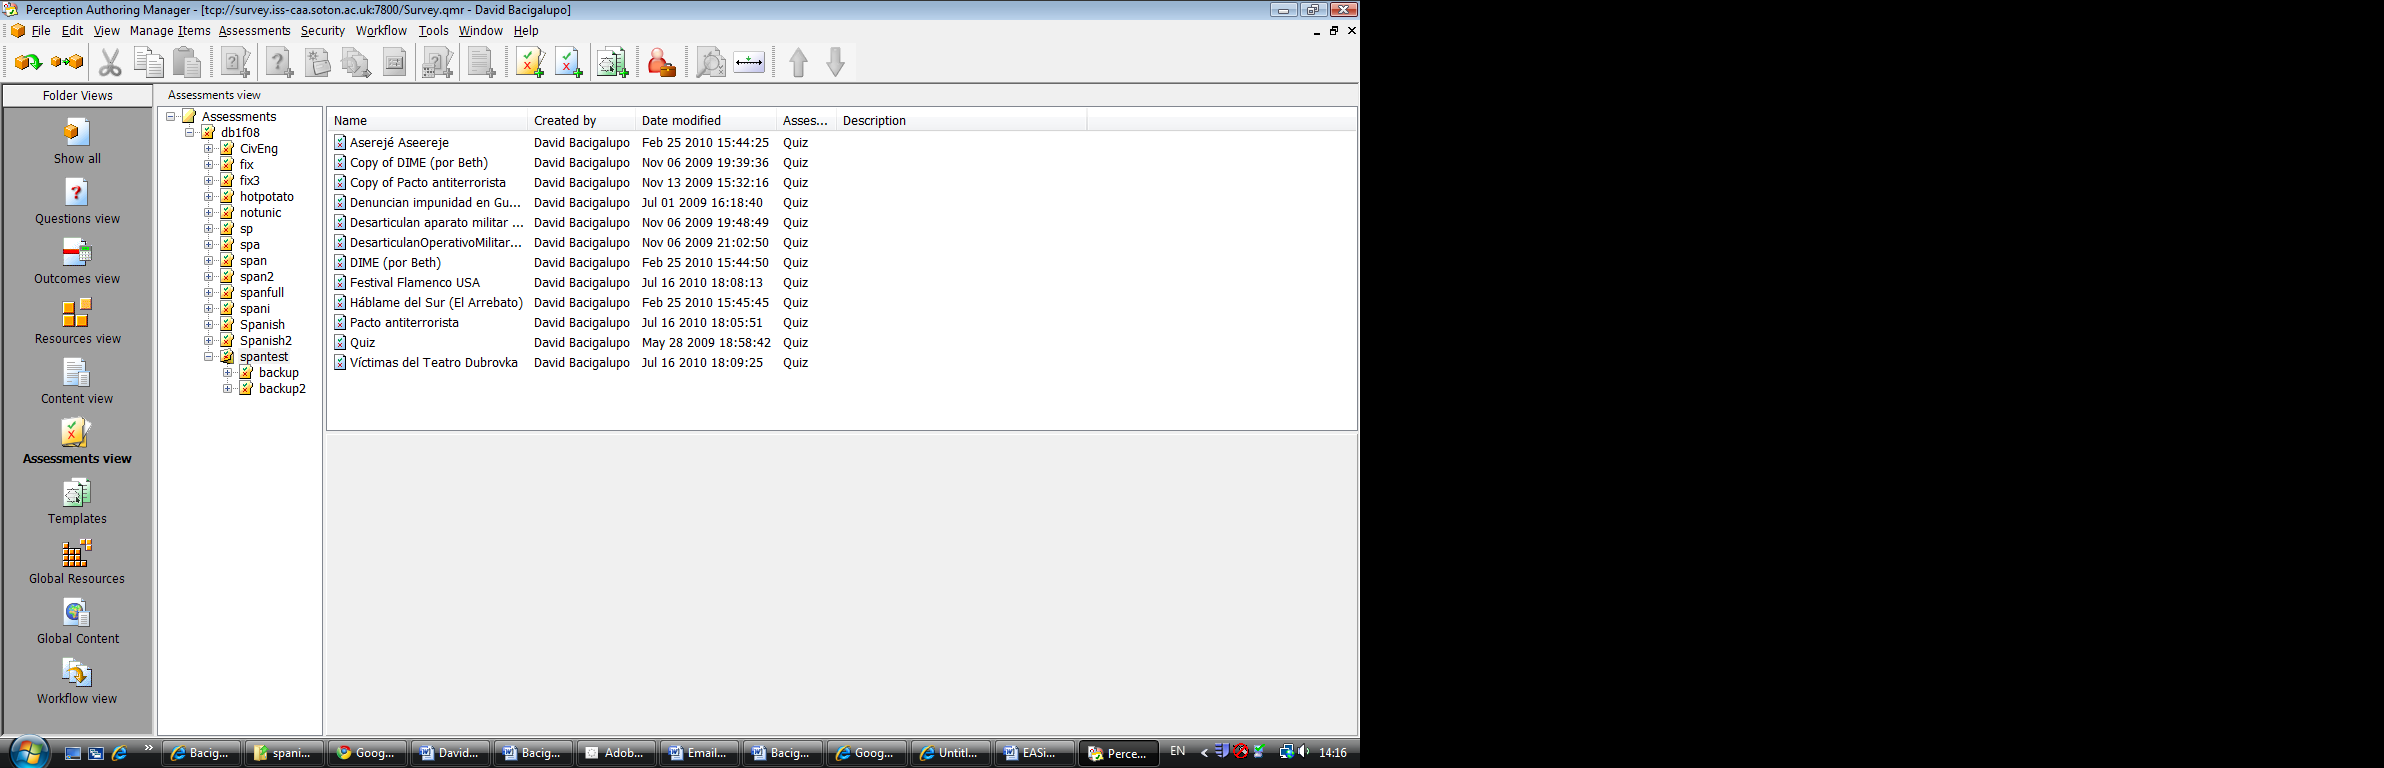 Perception Authoring Manager - [tcp://survey.iss-caa.soton.ac.uk:7800/Survey.qmr - David Bacigalupo]
File Edit View Manage Items Assessments Security Workflow Tools Window Help
Folder Views
Show all
Questions view
Outcomes view
Resources view
Content view
Assessments view
Templates
Global Resources
Global Content
Workflow view
Assessments view
Assessments
db1f08
CivEng
fix
fix3
hotpotato
notunic
sp
spa
span
span2
spanfull
spani
Spanish
Spanish2
spantest
backup
backup2
Name Created by Date modified Asses... Description
Aserejé Aseereje David Bacigalupo Feb 25 2010 15:44:25 Quiz
Copy of DIME (por Beth) David Bacigalupo Nov 06 2009 19:39:36 Quiz
Copy of Pacto antiterrorista David Bacigalupo Nov 13 2009 15:32:16 Quiz
Denuncian impunidad en Gu... David Bacigalupo Jul 01 2009 16:18:40 Quiz
Desarticulan aparato militar ... David Bacigalupo Nov 06 2009 19:48:49 Quiz
DesarticulanOperativoMilitar... David Bacigalupo Nov 06 2009 21:02:50 Quiz
DIME (por Beth) David Bacigalupo Feb 25 2010 15:44:50 Quiz
Festival Flamenco USA David Bacigalupo Jul 16 2010 18:08:13 Quiz
Háblame del Sur (El Arrebato) David Bacigalupo Feb 25 2010 15:45:45 Quiz
Pacto antiterrorista David Bacigalupo Jul 16 2010 18:05:51 Quiz
Quiz David Bacigalupo May 28 2009 18:58:42 Quiz
Víctimas del Teatro Dubrovka David Bacigalupo Jul 16 2010 18:09:25 Quiz
Bacig... spani... Goog... David... Bacig... Adob... Email... Bacig... Goog... Untitl... EASi... Perce... EN 14:16